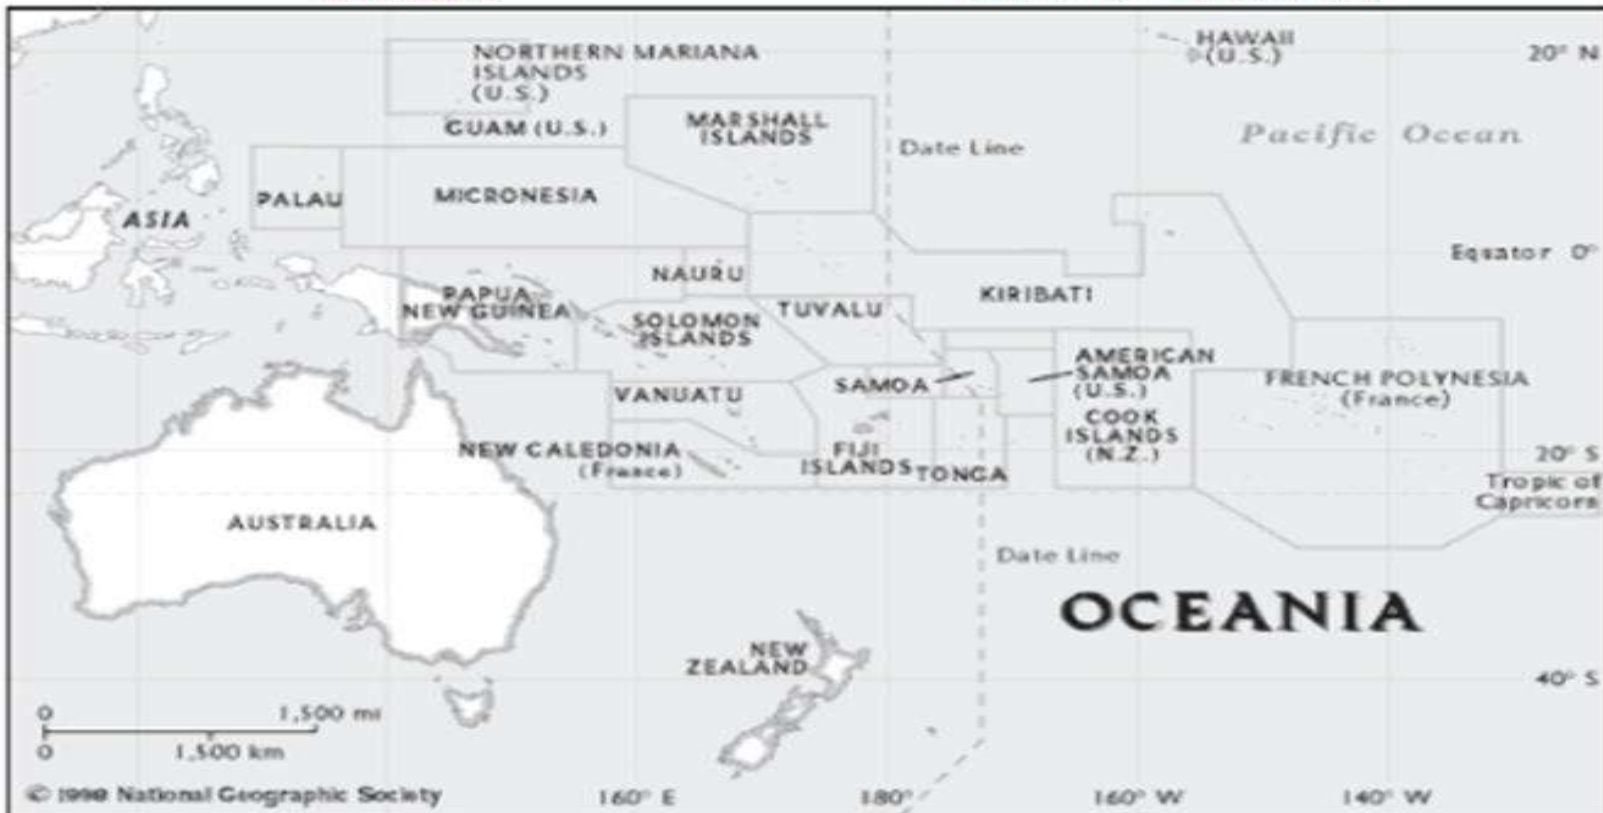 NORTHERN MARIANA
ISLANDS
(U.S.)
HAWAII
(U.S.)
20° N
GUAM (U.S.)
MARSHALL
ISLANDS
Date Line
Pacific Ocean
PALAU
MICRONESIA
ASIA
Equator 0°
NAURU
KIRIBATI
PAPUA
NEW GUINEA
TUVALU
SOLOMON
ISLANDS
AMERICAN
SAMOA
(U.S.)
SAMOA
FRENCH POLYNESIA
(France)
VANUATU
COOK
ISLANDS
(N.Z.)
NEW CALEDONIA
(France)
FIJI
ISLANDS
TONGA
20° S
Tropic of
Capricorn
AUSTRALIA
Date Line
OCEANIA
NEW
ZEALAND
40° S
0 1,500 mi
0 1,500 km
© 1998 National Geographic Society
160° E
180°
160° W
140° W